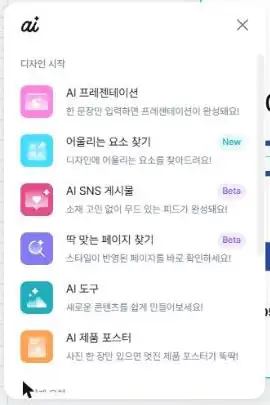 ai
디자인 시작
AI 프레젠테이션
한 문장만 입력하면 프레젠테이션이 완성돼요!
어울리는 요소 찾기 New
디자인에 어울리는 요소를 찾아드려요!
AI SNS 게시물 Beta
소재 고민 없이 무드 있는 피드가 완성돼요!
딱 맞는 페이지 찾기 Beta
스타일이 반영된 페이지를 바로 확인하세요!
AI 도구
새로운 콘텐츠를 쉽게 만들어보세요!
AI 제품 포스터
사진 한 장만 있으면 멋진 제품 포스터가 뚝딱!